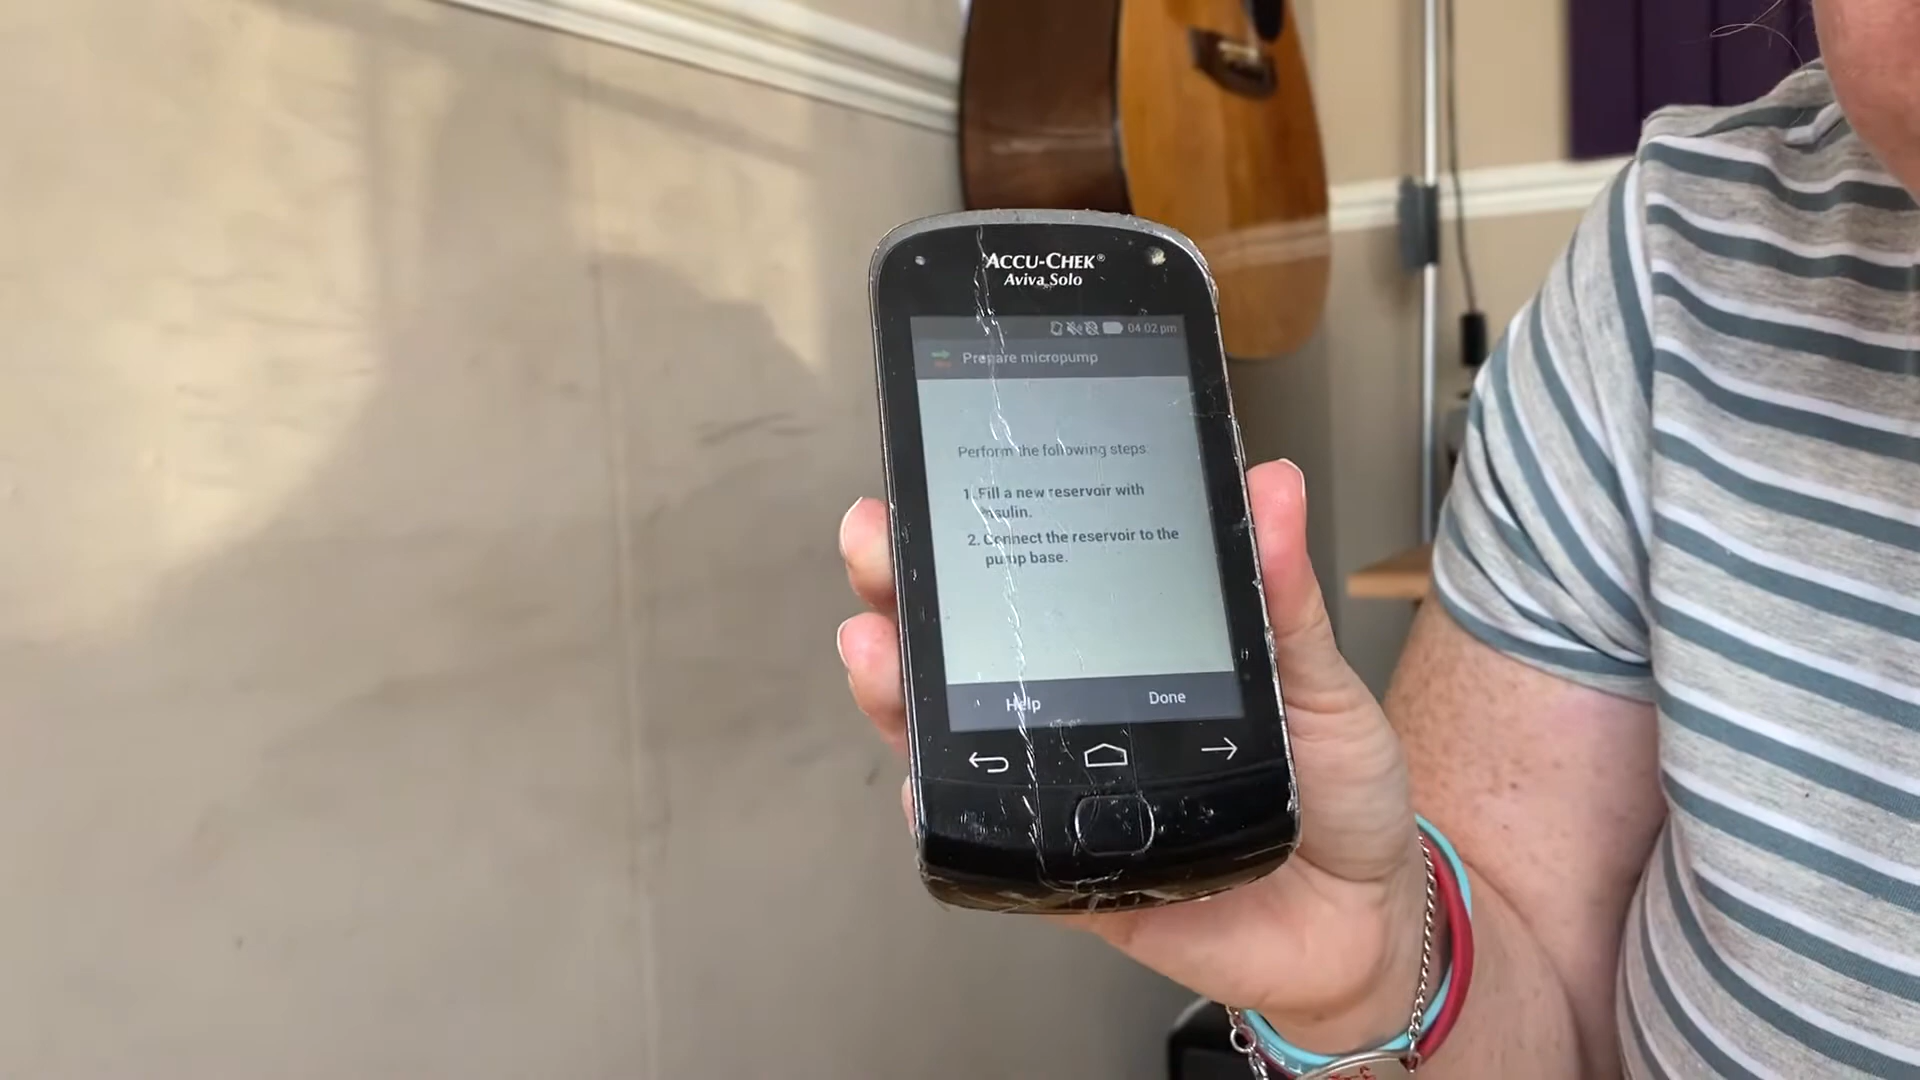 ACCU-CHEK®
Aviva Solo
04:02 pm
Prepare micropump
Perform the following steps:
1. Fill a new reservoir with
insulin.
2. Connect the reservoir to the
pump base.
Help
Done